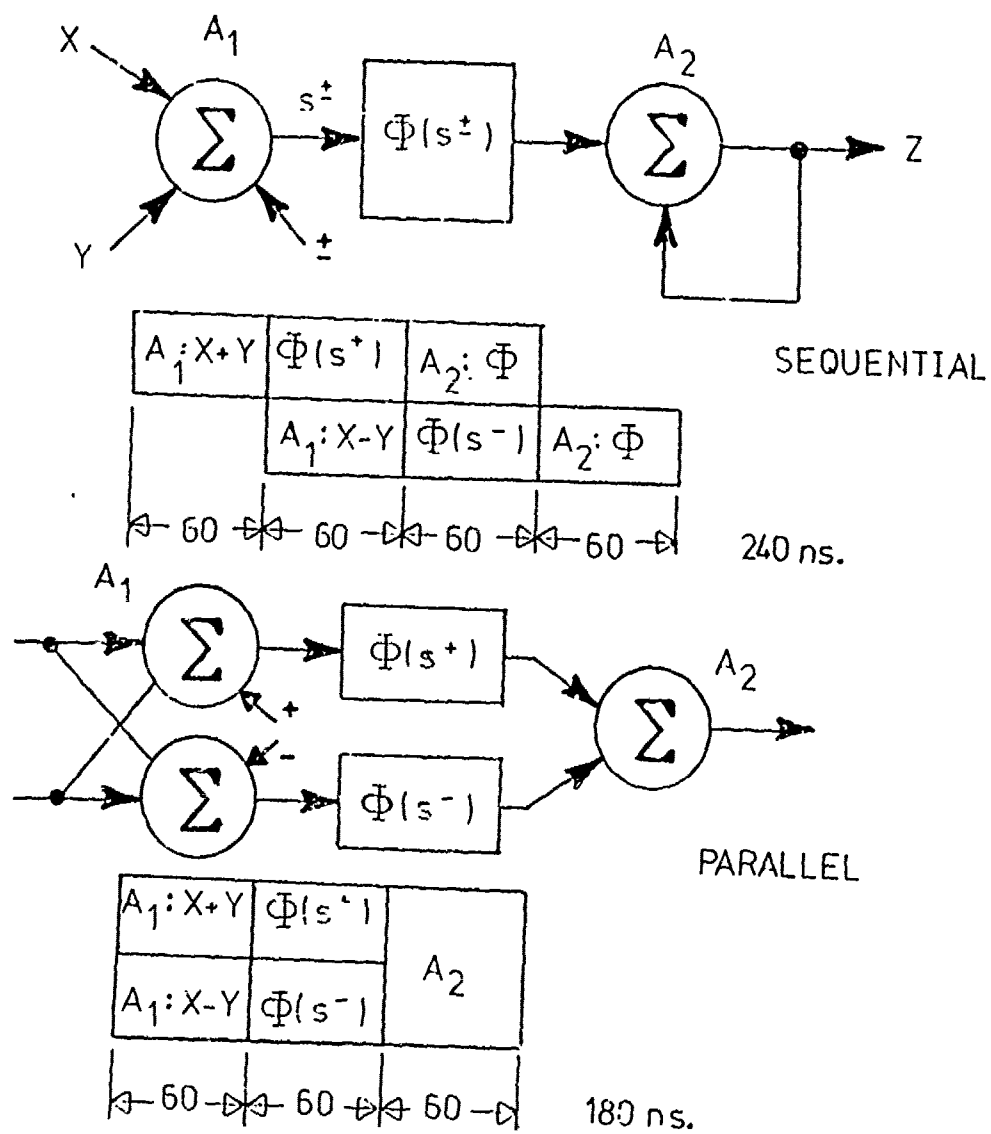 X
A₁
A₂
s±
Σ
Φ(s±)
Σ
Z
Y
±
A₁:X+Y Φ(s⁺) A₂: Φ
SEQUENTIAL
A₁:X-Y Φ(s⁻) A₂: Φ
60 60 60 60 240 ns.
A₁
Σ
Φ(s⁺)
A₂
+
Σ
-
Σ
Φ(s⁻)
PARALLEL
A₁:X+Y Φ(s⁺)
A₂
A₁:X-Y Φ(s⁻)
60 60 60 180 ns.